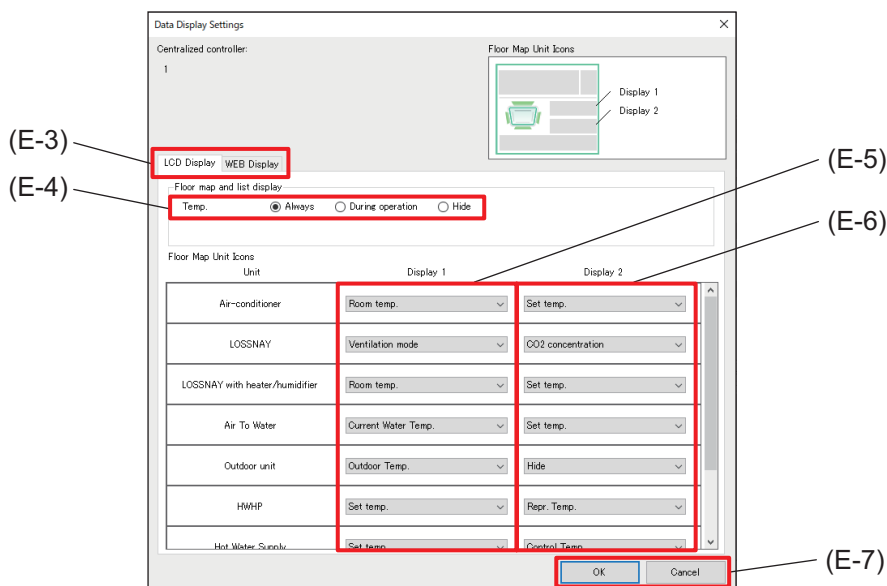 Data Display Settings
Centralized controller:
1
Floor Map Unit Icons
Display 1
Display 2
(E-3)
LCD Display WEB Display
(E-4)
Floor map and list display
Temp. Always During operation Hide
(E-5)
(E-6)
Floor Map Unit Icons
Unit Display 1 Display 2
Air-conditioner Room temp. Set temp.
LOSSNAY Ventilation mode CO2 concentration
LOSSNAY with heater/humidifier Room temp. Set temp.
Air To Water Current Water Temp. Set temp.
Outdoor unit Outdoor Temp. Hide
HWHP Set temp. Repr. Temp.
Hot Water Supply Set temp. Control Temp.
OK Cancel
(E-7)